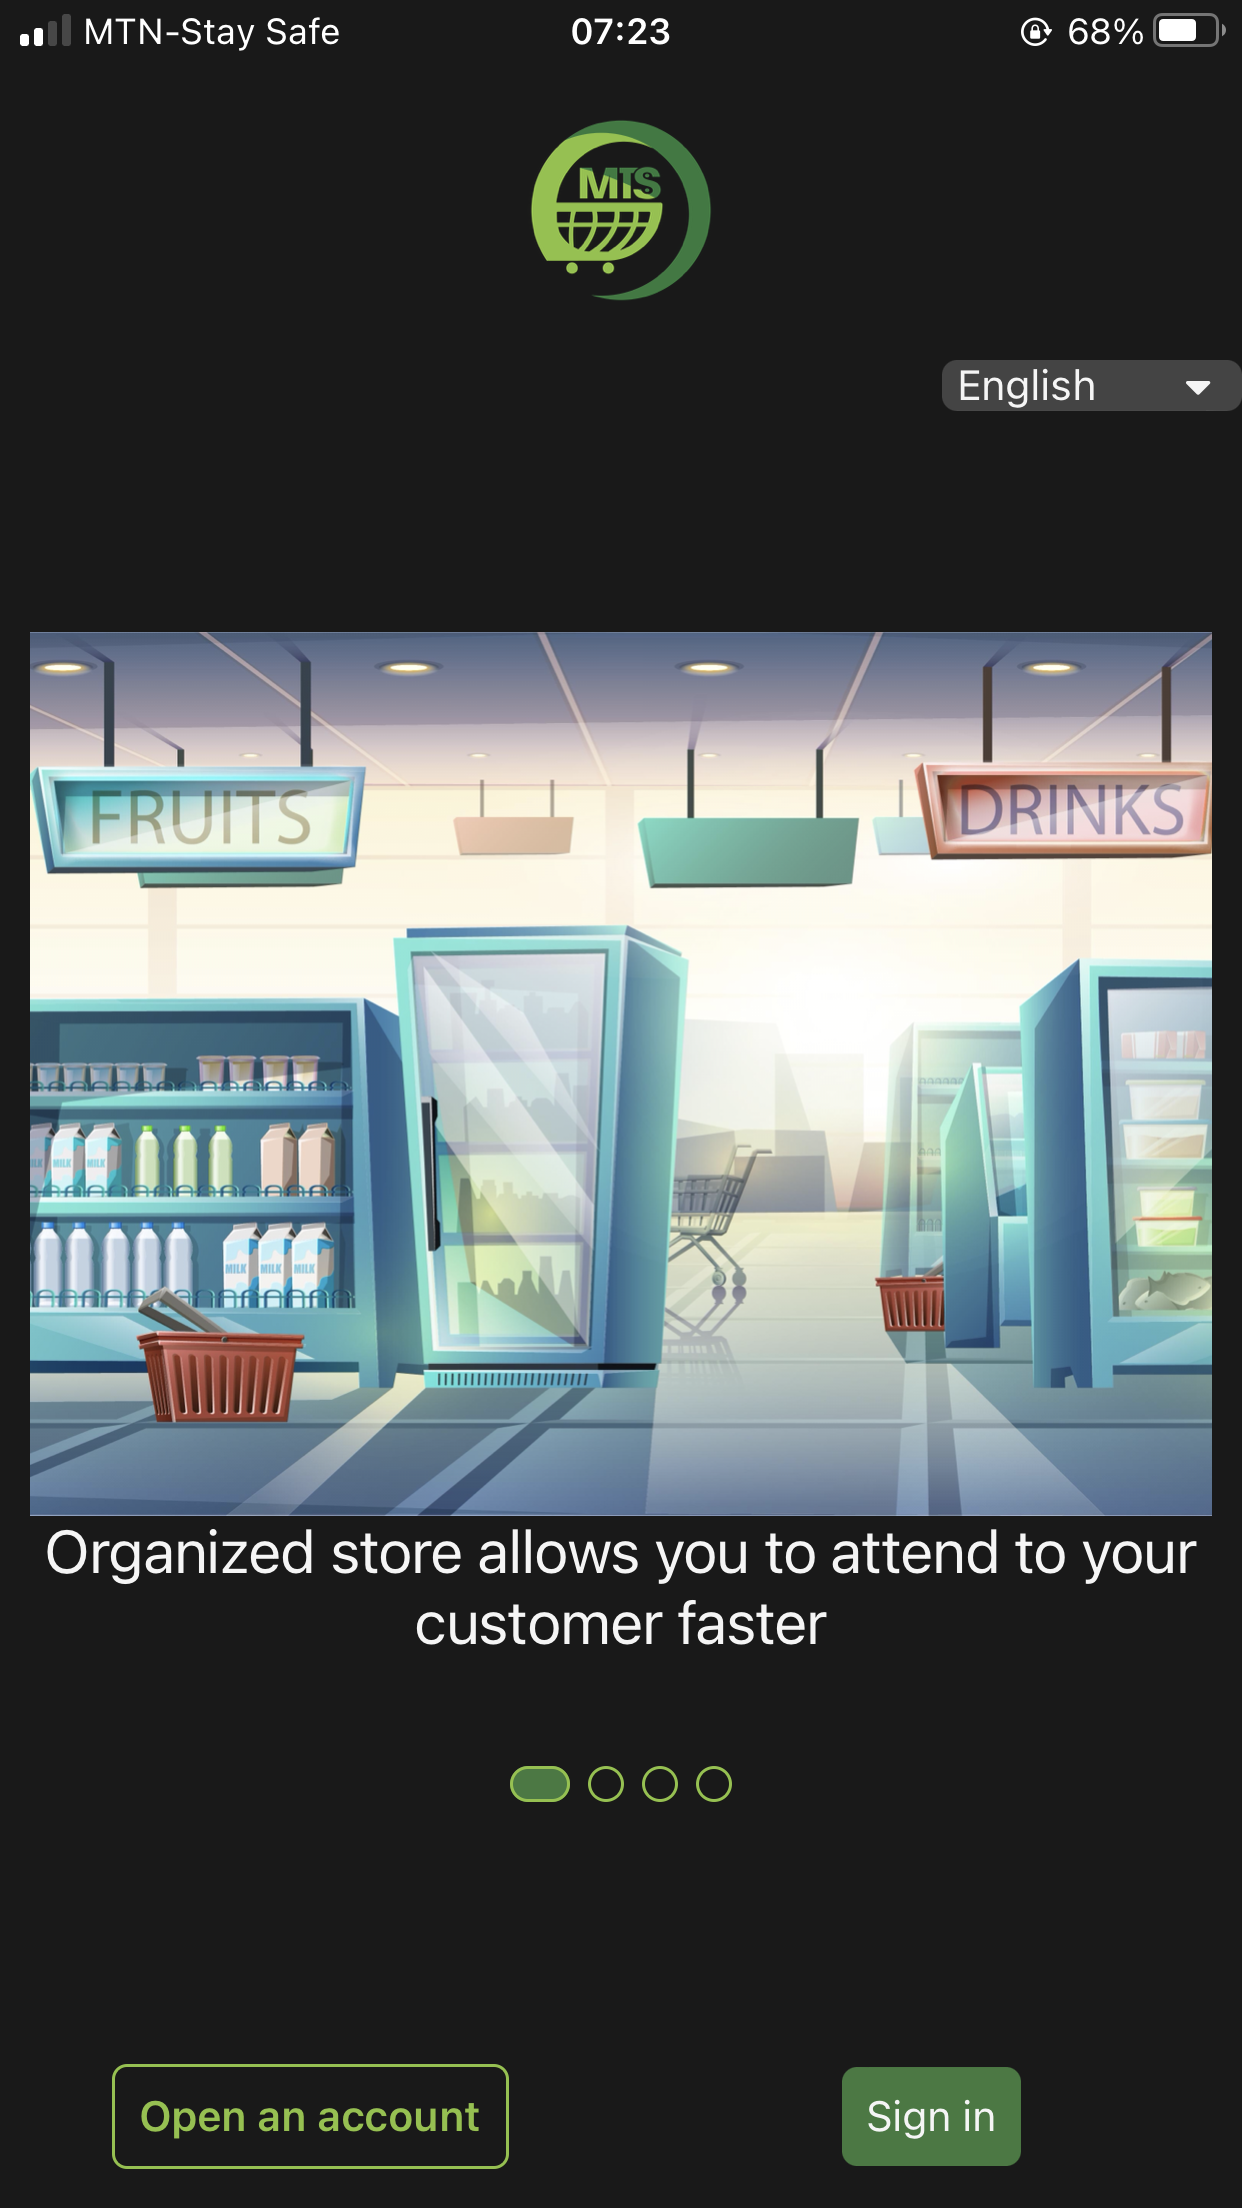 MTN-Stay Safe 07:23 68%
MTS
English
FRUITS DRINKS
MILK MILK
MILK MILK MILK
Organized store allows you to attend to your
customer faster
Open an account Sign in